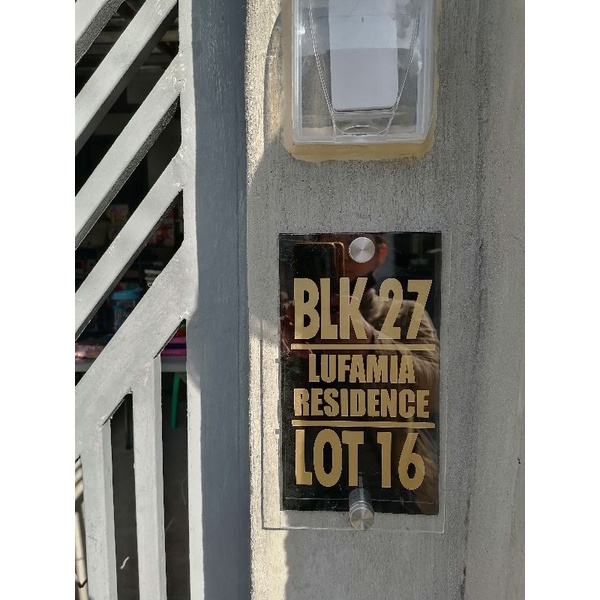 BLK 27
LUFAMIA
RESIDENCE
LOT 16